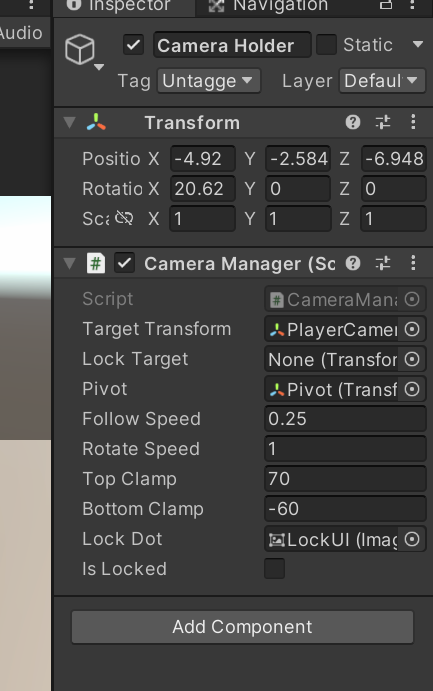 Inspector Navigation
Audio
Camera Holder Static
Tag Untagge Layer Defaul
Transform
Positio X -4.92 Y -2.584 Z -6.948
Rotatio X 20.62 Y 0 Z 0
Sca X 1 Y 1 Z 1
# Camera Manager (Sc
Script # CameraMana
Target Transform PlayerCamer
Lock Target None (Transfor
Pivot Pivot (Transf
Follow Speed 0.25
Rotate Speed 1
Top Clamp 70
Bottom Clamp -60
Lock Dot LockUI (Imag
Is Locked
Add Component